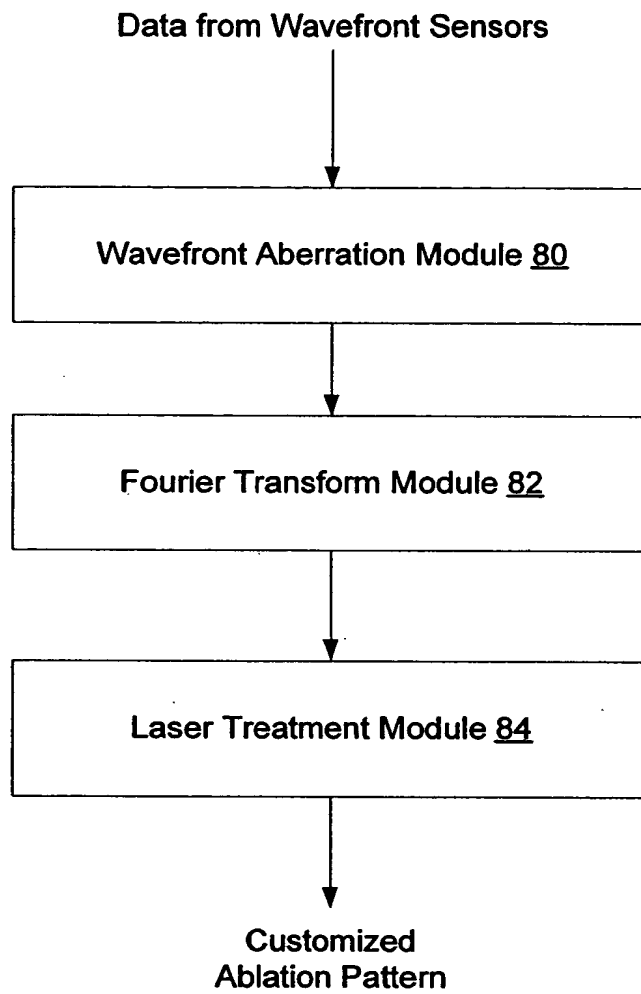 Data from Wavefront Sensors
Wavefront Aberration Module 80
Fourier Transform Module 82
Laser Treatment Module 84
Customized
Ablation Pattern